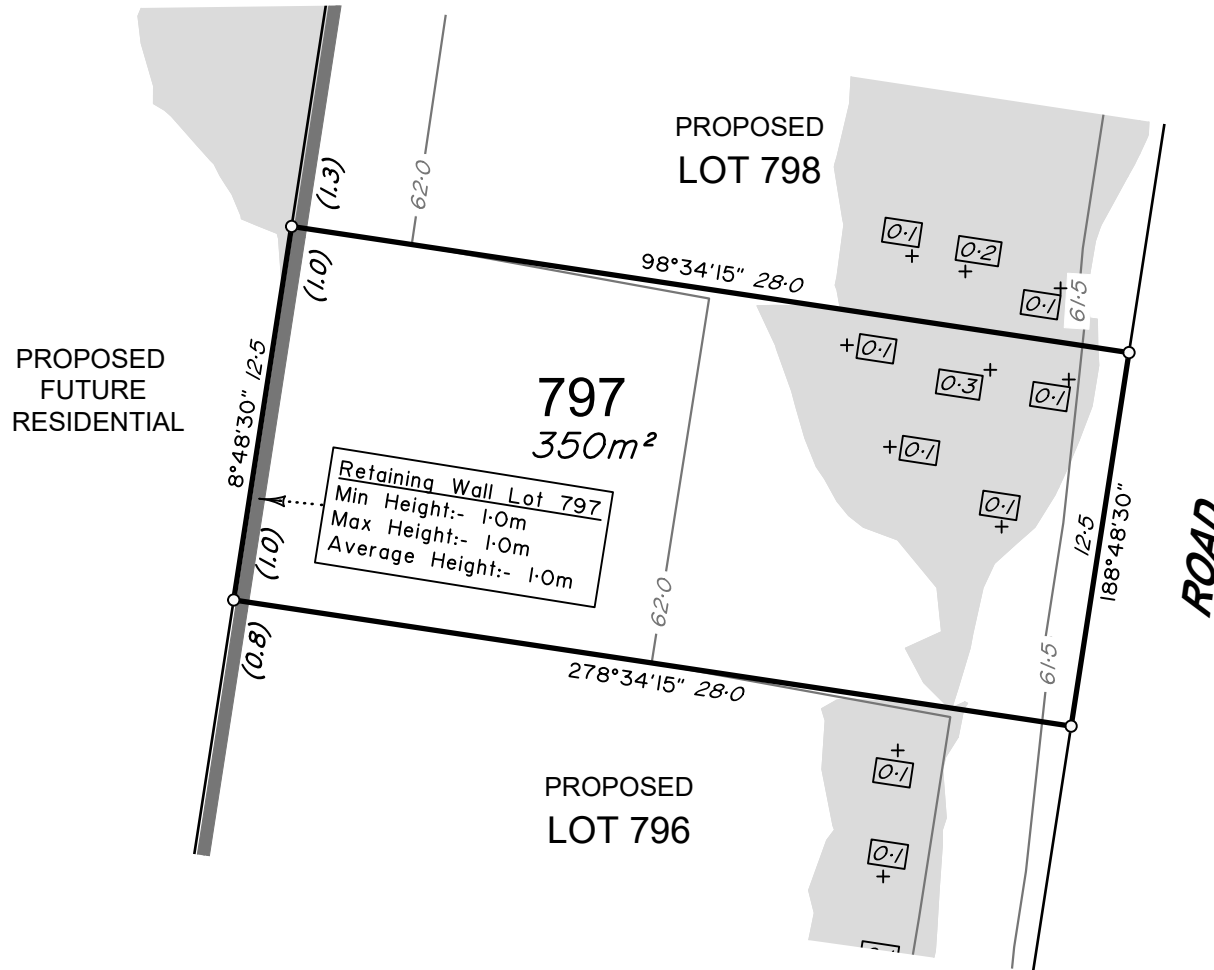 PROPOSED
LOT 798
(1.3)
62·0
0·1
0·2
0·1
61·5
98°34'15" 28·0
(1.0)
0·1
0·3
0·1
0·1
0·1
PROPOSED
FUTURE
RESIDENTIAL
8°48'30" 12·5
797
350m²
Retaining Wall Lot 797
Min Height:- 1·0m
Max Height:- 1·0m
Average Height:- 1·0m
12·5
188°48'30"
ROAD
(1.0)
62·0
61·5
(0.8)
278°34'15" 28·0
0·1
PROPOSED
LOT 796
0·1